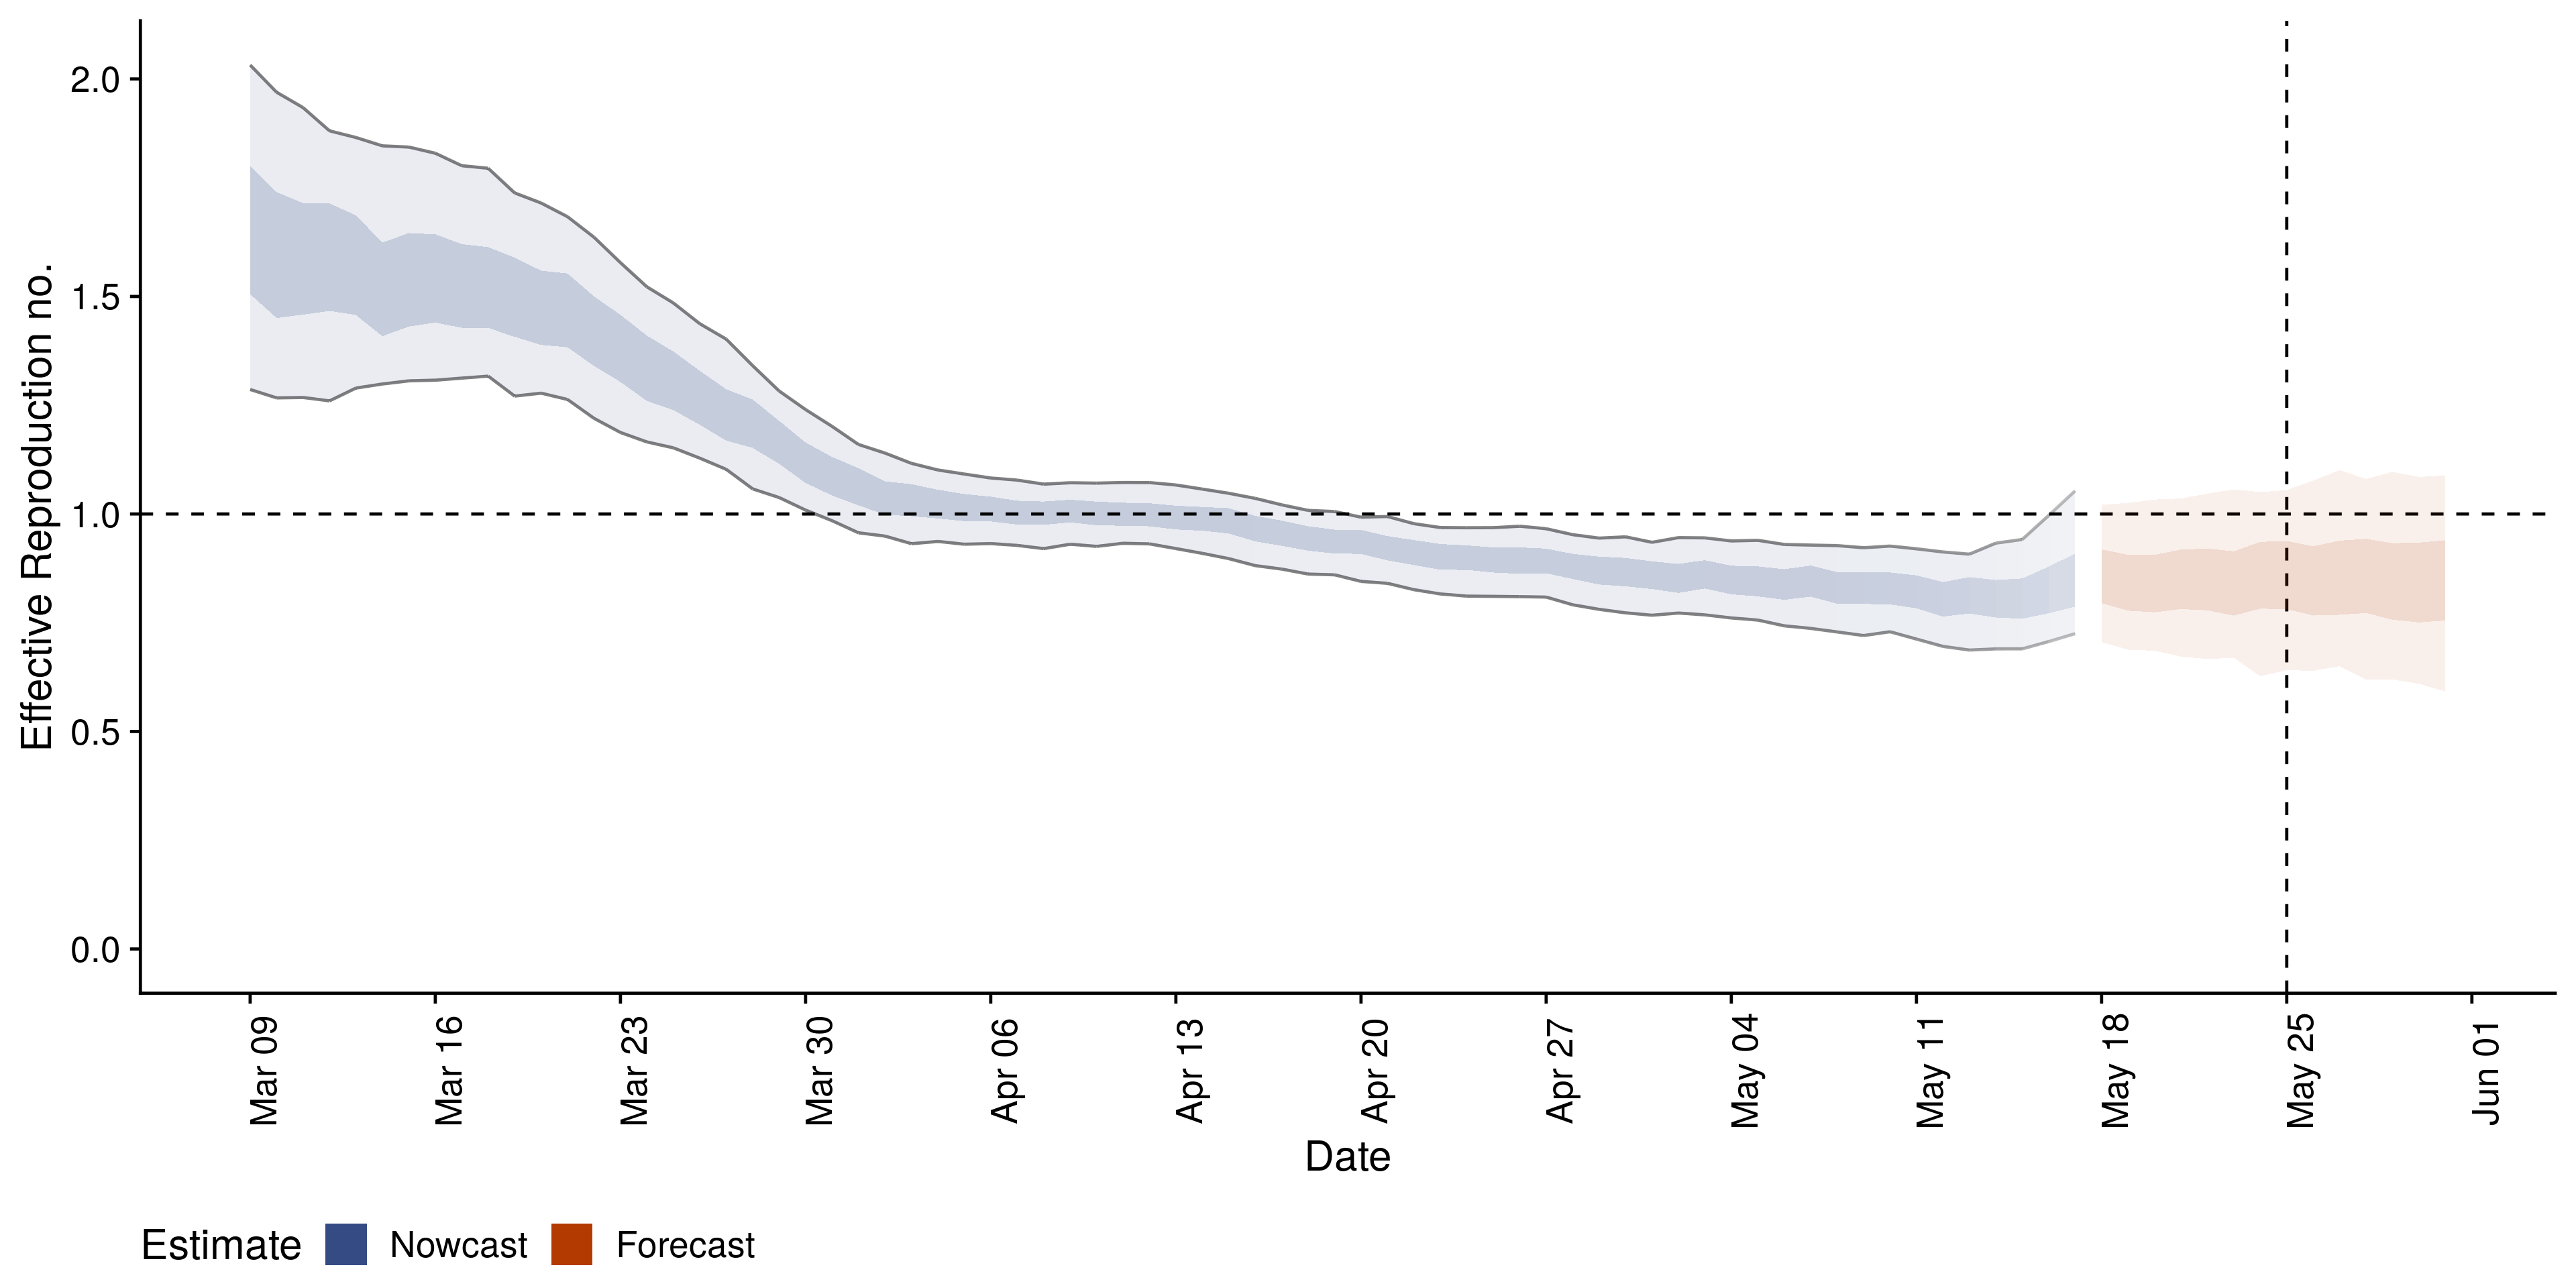 Effective Reproduction no.
2.0
1.5
1.0
0.5
0.0
Mar 09
Mar 16
Mar 23
Mar 30
Apr 06
Apr 13
Apr 20
Apr 27
May 04
May 11
May 18
May 25
Jun 01
Date
Estimate Nowcast Forecast